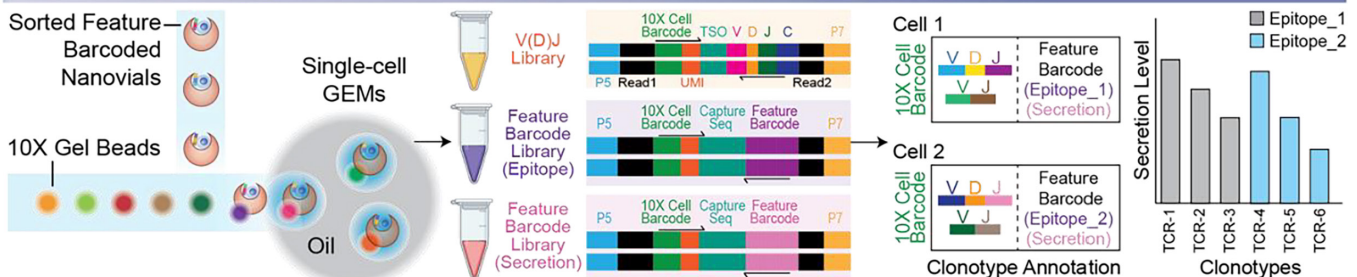 Sorted Feature
Barcoded
Nanovials
10X Gel Beads
Single-cell
GEMs
Oil
V(D)J
Library
Feature
Barcode
Library
(Epitope)
Feature
Barcode
Library
(Secretion)
10X Cell
Barcode TSO V D J C P7
P5 Read1 UMI Read2
P5 10X Cell Barcode Capture Seq Feature Barcode P7
P5 10X Cell Barcode Capture Seq Feature Barcode P7
Cell 1
10X Cell
Barcode
V D J
V J
Feature
Barcode
(Epitope_1)
(Secretion)
Cell 2
10X Cell
Barcode
V D J
V J
Feature
Barcode
(Epitope_2)
(Secretion)
Clonotype Annotation
Epitope_1
Epitope_2
Secretion Level
TCR-1
TCR-2
TCR-3
TCR-4
TCR-5
TCR-6
Clonotypes